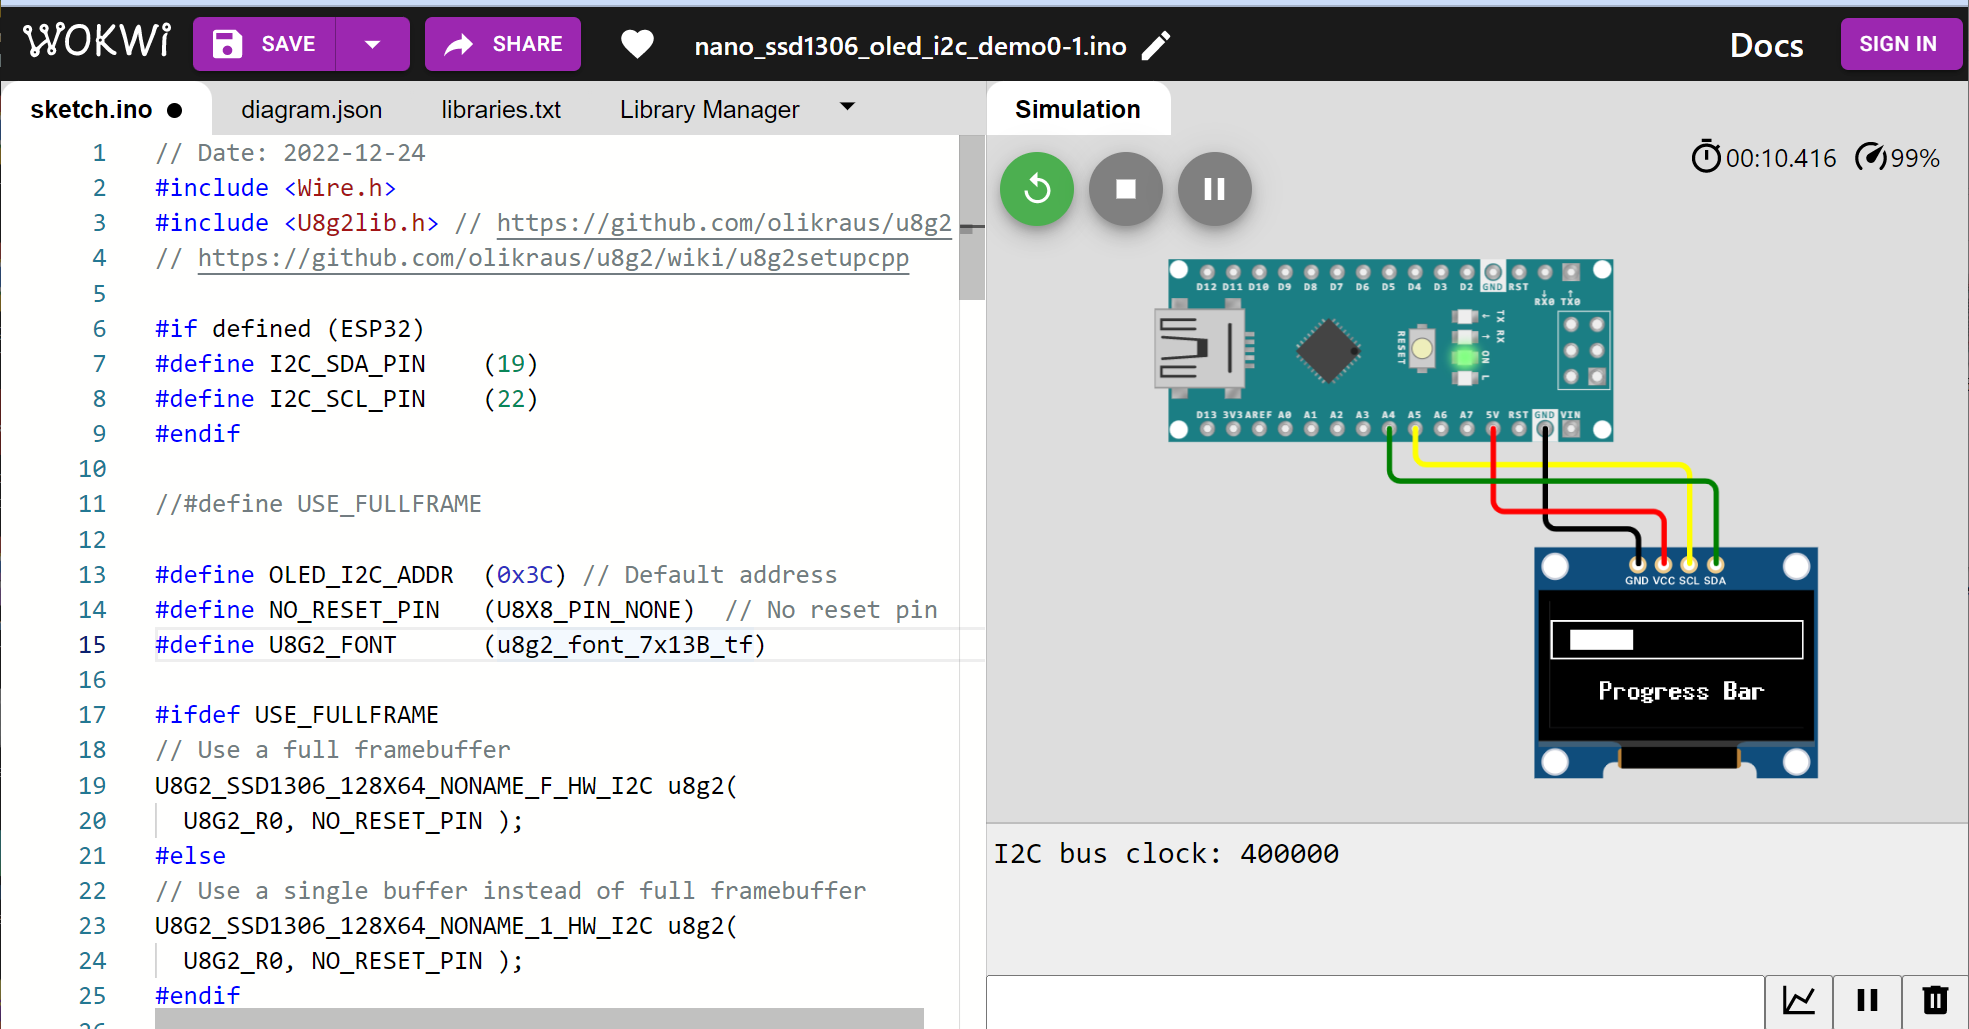 WOKWi SAVE SHARE nano_ssd1306_oled_i2c_demo0-1.ino Docs SIGN IN
sketch.ino ● diagram.json libraries.txt Library Manager
1 // Date: 2022-12-24
2 #include <Wire.h>
3 #include <U8g2lib.h> // https://github.com/olikraus/u8g2
4 // https://github.com/olikraus/u8g2/wiki/u8g2setupcpp
5
6 #if defined (ESP32)
7 #define I2C_SDA_PIN    (19)
8 #define I2C_SCL_PIN    (22)
9 #endif
10
11 //#define USE_FULLFRAME
12
13 #define OLED_I2C_ADDR  (0x3C) // Default address
14 #define NO_RESET_PIN   (U8X8_PIN_NONE)  // No reset pin
15 #define U8G2_FONT      (u8g2_font_7x13B_tf)
16
17 #ifdef USE_FULLFRAME
18 // Use a full framebuffer
19 U8G2_SSD1306_128X64_NONAME_F_HW_I2C u8g2(
20   U8G2_R0, NO_RESET_PIN );
21 #else
22 // Use a single buffer instead of full framebuffer
23 U8G2_SSD1306_128X64_NONAME_1_HW_I2C u8g2(
24   U8G2_R0, NO_RESET_PIN );
25 #endif
Simulation
00:10.416 99%
D12 D11 D10 D9 D8 D7 D6 D5 D4 D3 D2 GND RST
RX0 TX0
TX
RX
ON
L
RESET
D13 3V3 AREF A0 A1 A2 A3 A4 A5 A6 A7 5V RST GND VIN
GND VCC SCL SDA
Progress Bar
I2C bus clock: 400000